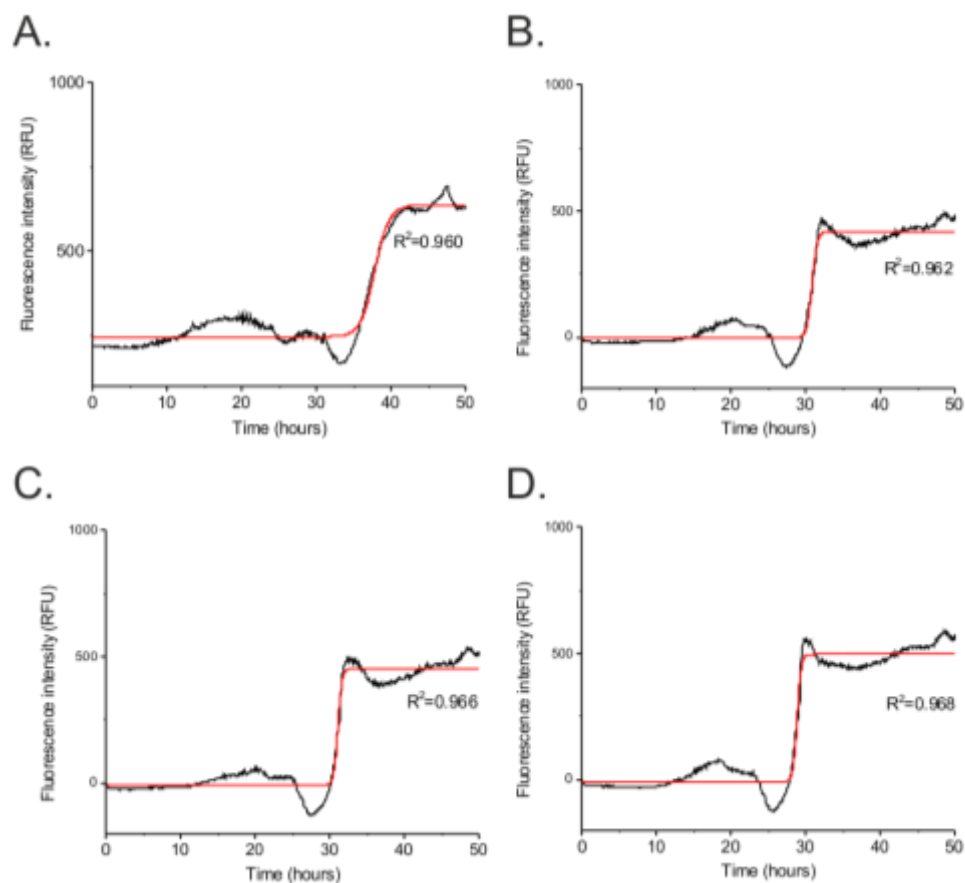 A.
1000
500
Fluorescence intensity (RFU)
R²=0.960
0 10 20 30 40 50
Time (hours)
B.
1000
500
0
Fluorescence intensity (RFU)
R²=0.962
0 10 20 30 40 50
Time (hours)
C.
1000
500
0
Fluorescence intensity (RFU)
R²=0.966
0 10 20 30 40 50
Time (hours)
D.
1000
500
0
Fluorescence intensity (RFU)
R²=0.968
0 10 20 30 40 50
Time (hours)